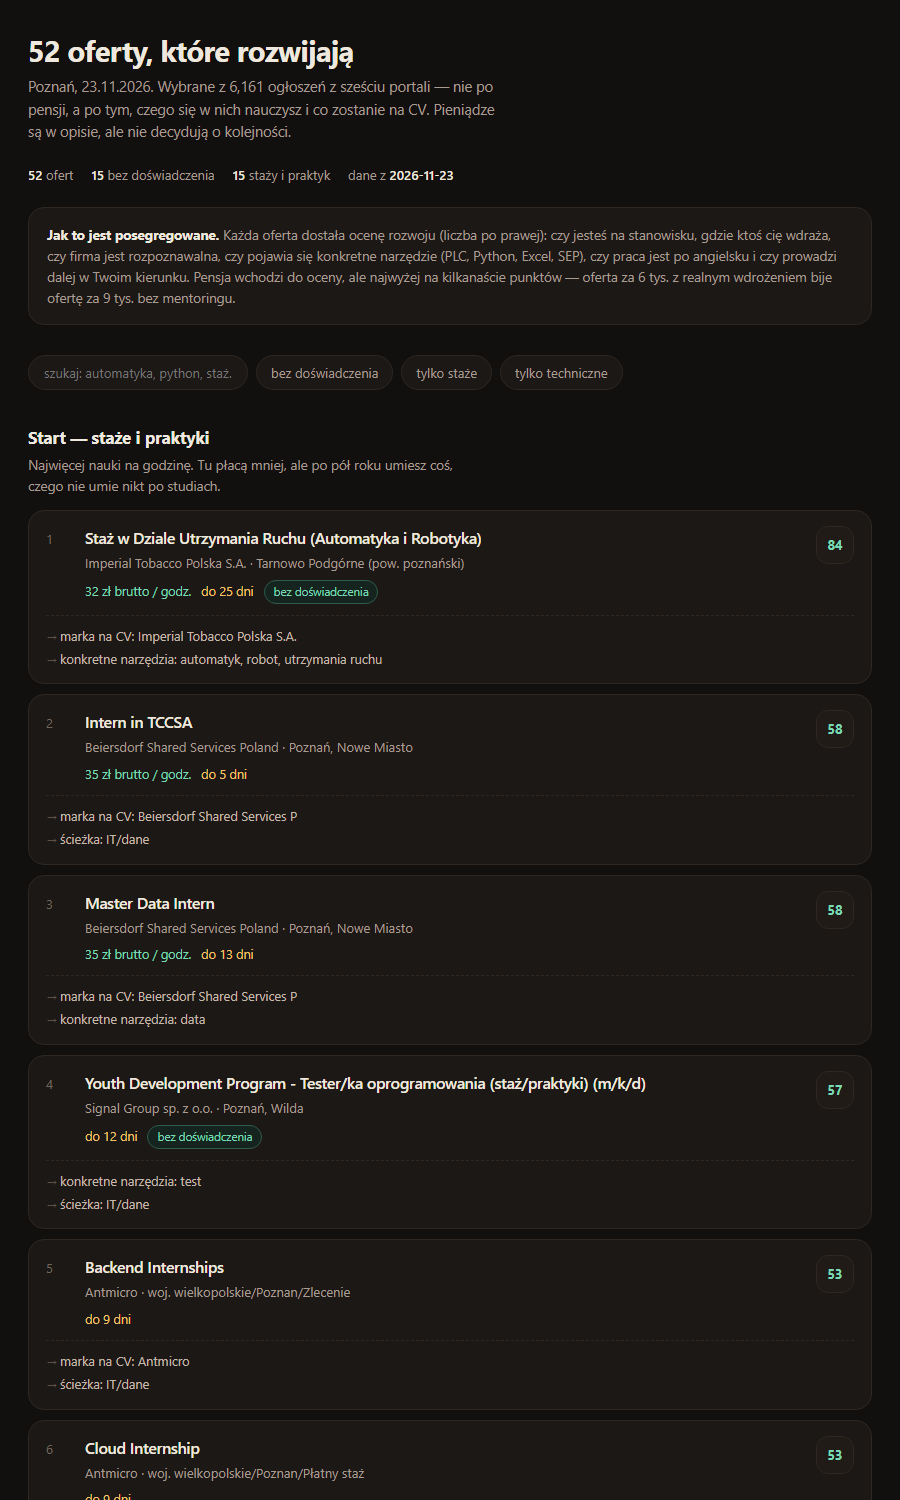 52 oferty, które rozwijają
Poznań, 23.11.2026. Wybrane z 6,161 ogłoszeń z sześciu portali — nie po
pensji, a po tym, czego się w nich nauczysz i co zostanie na CV. Pieniądze
są w opisie, ale nie decydują o kolejności.
52 ofert 15 bez doświadczenia 15 staży i praktyk dane z 2026-11-23
Jak to jest posegregowane. Każda oferta dostała ocenę rozwoju (liczba po prawej): czy jesteś na stanowisku, gdzie ktoś cię wdraża,
czy firma jest rozpoznawalna, czy pojawia się konkretne narzędzie (PLC, Python, Excel, SEP), czy praca jest po angielsku i czy prowadzi
dalej w Twoim kierunku. Pensja wchodzi do oceny, ale najwyżej na kilkanaście punktów — oferta za 6 tys. z realnym wdrożeniem bije
ofertę za 9 tys. bez mentoringu.
szukaj: automatyka, python, staż. bez doświadczenia tylko staże tylko techniczne
Start — staże i praktyki
Najwięcej nauki na godzinę. Tu płacą mniej, ale po pół roku umiesz coś,
czego nie umie nikt po studiach.
1 Staż w Dziale Utrzymania Ruchu (Automatyka i Robotyka) 84
Imperial Tobacco Polska S.A. · Tarnowo Podgórne (pow. poznański)
32 zł brutto / godz. do 25 dni bez doświadczenia
→ marka na CV: Imperial Tobacco Polska S.A.
→ konkretne narzędzia: automatyk, robot, utrzymania ruchu
2 Intern in TCCSA 58
Beiersdorf Shared Services Poland · Poznań, Nowe Miasto
35 zł brutto / godz. do 5 dni
→ marka na CV: Beiersdorf Shared Services P
→ ścieżka: IT/dane
3 Master Data Intern 58
Beiersdorf Shared Services Poland · Poznań, Nowe Miasto
35 zł brutto / godz. do 13 dni
→ marka na CV: Beiersdorf Shared Services P
→ konkretne narzędzia: data
4 Youth Development Program - Tester/ka oprogramowania (staż/praktyki) (m/k/d) 57
Signal Group sp. z o.o. · Poznań, Wilda
do 12 dni bez doświadczenia
→ konkretne narzędzia: test
→ ścieżka: IT/dane
5 Backend Internships 53
Antmicro · woj. wielkopolskie/Poznan/Zlecenie
do 9 dni
→ marka na CV: Antmicro
→ ścieżka: IT/dane
6 Cloud Internship 53
Antmicro · woj. wielkopolskie/Poznan/Płatny staż
do 9 dni